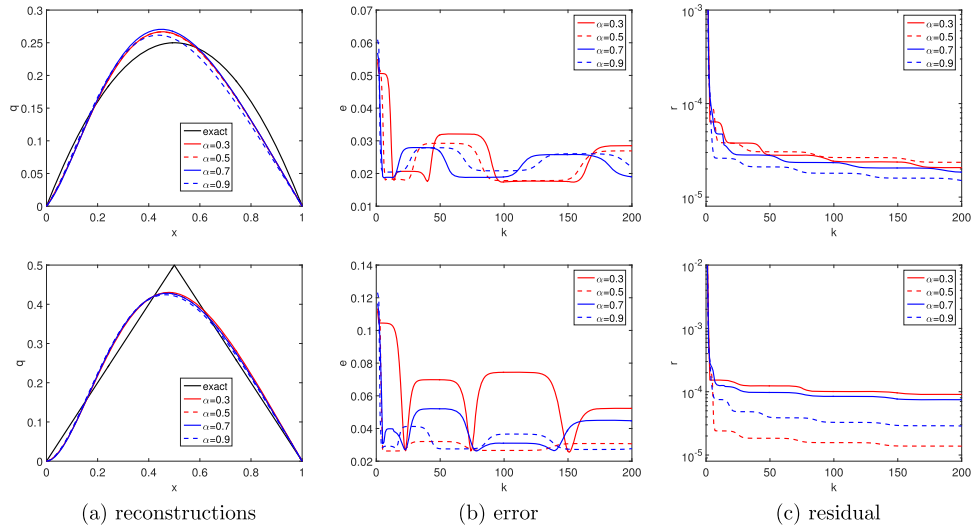 0.3
0.25
0.2
0.15
0.1
0.05
0
q
exact
α=0.3
α=0.5
α=0.7
α=0.9
0 0.2 0.4 0.6 0.8 1
x
0.07
0.06
0.05
0.04
0.03
0.02
0.01
e
α=0.3
α=0.5
α=0.7
α=0.9
0 50 100 150 200
k
10-3
10-4
10-5
r
α=0.3
α=0.5
α=0.7
α=0.9
0 50 100 150 200
k
0.5
0.4
0.3
0.2
0.1
0
q
exact
α=0.3
α=0.5
α=0.7
α=0.9
0 0.2 0.4 0.6 0.8 1
x
0.14
0.12
0.1
0.08
0.06
0.04
0.02
e
α=0.3
α=0.5
α=0.7
α=0.9
0 50 100 150 200
k
10-2
10-3
10-4
10-5
r
α=0.3
α=0.5
α=0.7
α=0.9
0 50 100 150 200
k
(a) reconstructions
(b) error
(c) residual